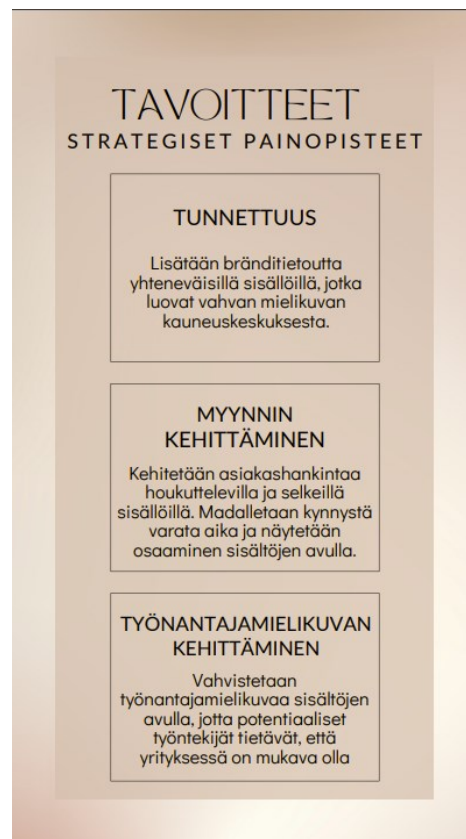 TAVOITTEET
STRATEGISET PAINOPISTEET
TUNNETTUUS
Lisätään bränditietoutta
yhteneväisillä sisällöillä, jotka
luovat vahvan mielikuvan
kauneuskeskuksesta.
MYYNNIN
KEHITTÄMINEN
Kehitetään asiakashankintaa
houkuttelevilla ja selkeillä
sisällöillä. Madalletaan kynnystä
varata aika ja näytetään
osaaminen sisältöjen avulla.
TYÖNANTAJAMIELIKUVAN
KEHITTÄMINEN
Vahvistetaan
työnantajamielikuvaa sisältöjen
avulla, jotta potentiaaliset
työntekijät tietävät, että
yrityksessä on mukava olla